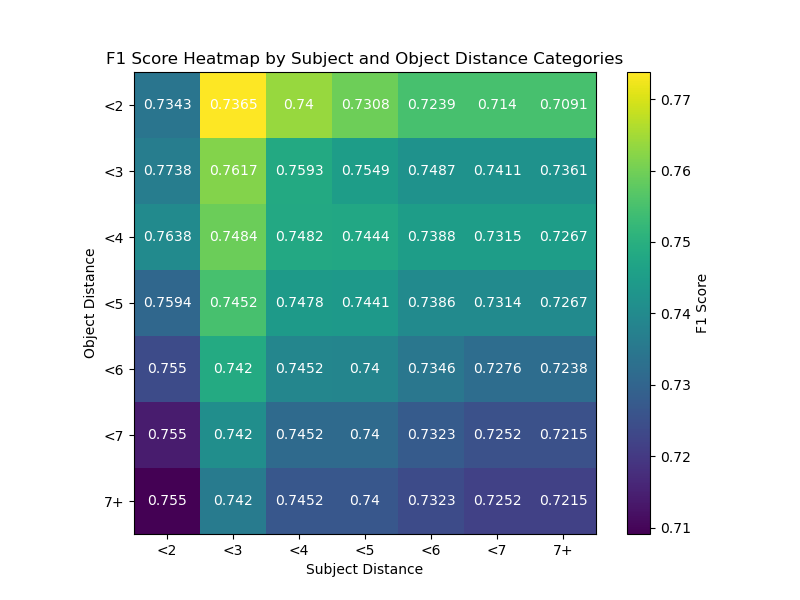 F1 Score Heatmap by Subject and Object Distance Categories
<2 0.7343 0.7365 0.74 0.7308 0.7239 0.714 0.7091
<3 0.7738 0.7617 0.7593 0.7549 0.7487 0.7411 0.7361
<4 0.7638 0.7484 0.7482 0.7444 0.7388 0.7315 0.7267
<5 0.7594 0.7452 0.7478 0.7441 0.7386 0.7314 0.7267
<6 0.755 0.742 0.7452 0.74 0.7346 0.7276 0.7238
<7 0.755 0.742 0.7452 0.74 0.7323 0.7252 0.7215
7+ 0.755 0.742 0.7452 0.74 0.7323 0.7252 0.7215
<2 <3 <4 <5 <6 <7 7+
Subject Distance
Object Distance
0.77
0.76
0.75
0.74
0.73
0.72
0.71
F1 Score